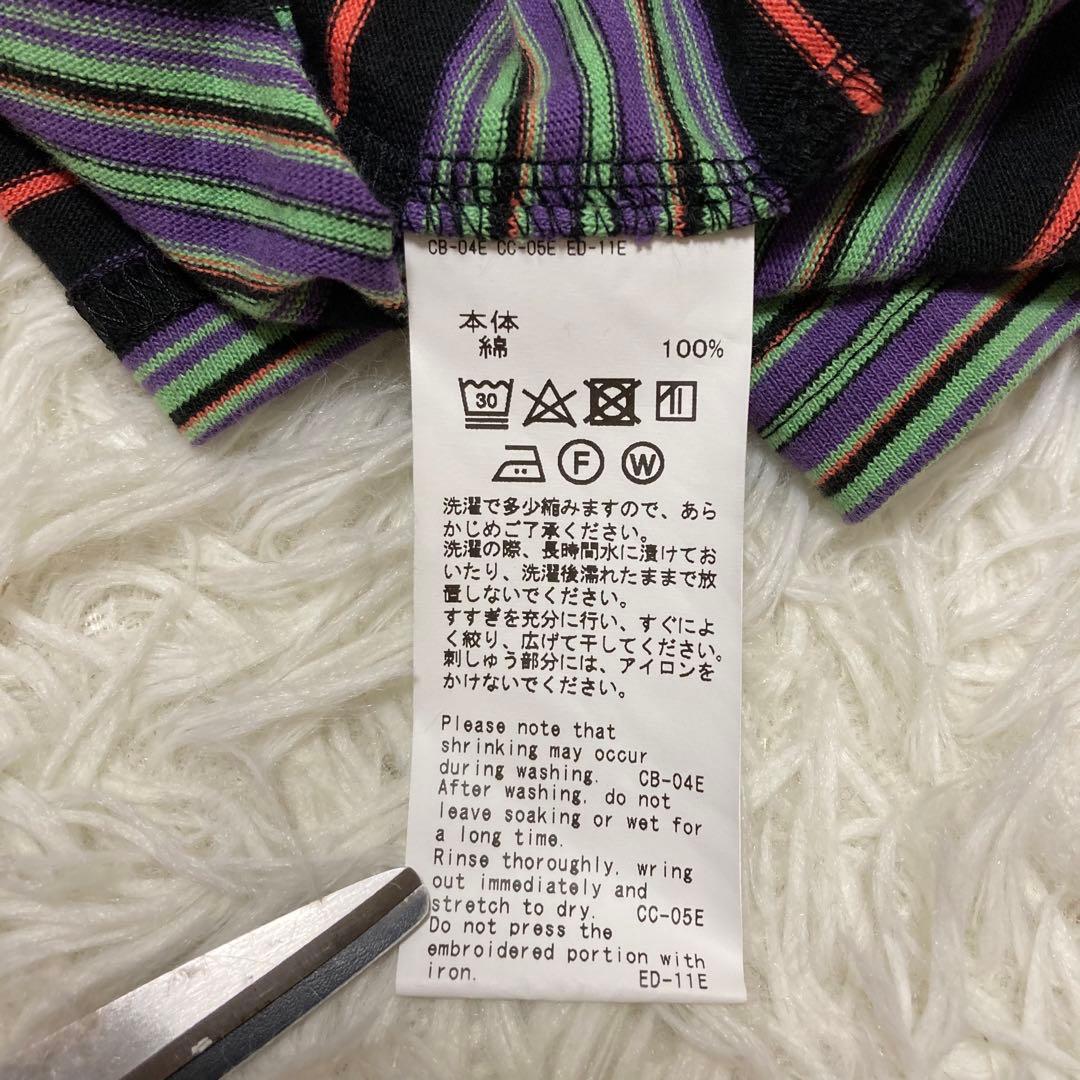 CB-04E CC-05E ED-11E
本体
綿 100%
30
F W
洗濯で多少縮みますので、あら
かじめご了承ください。
洗濯の際、長時間水に漬けてお
いたり、洗濯後濡れたままで放
置しないでください。
すすぎを充分に行い、すぐによ
く絞り、広げて干してください。
刺しゅう部分には、アイロンを
かけないでください。
Please note that
shrinking may occur
during washing. CB-04E
After washing, do not
leave soaking or wet for
a long time.
Rinse thoroughly, wring
out immediately and
stretch to dry. CC-05E
Do not press the
embroidered portion with
iron. ED-11E